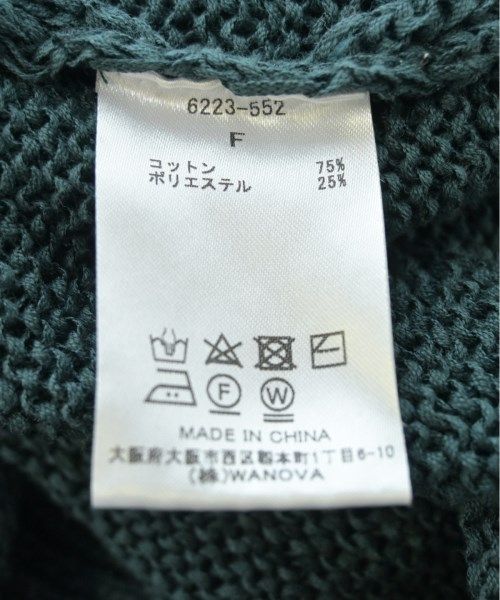 6223-552
F
コットン 75%
ポリエステル 25%
F W
MADE IN CHINA
大阪府大阪市西区靱本町1丁目6-10
(株)WANOVA